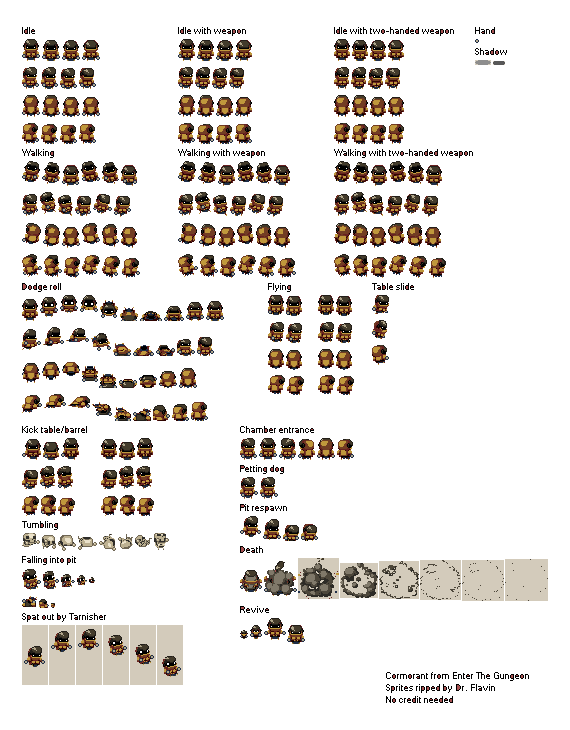 Idle
Idle with weapon
Idle with two-handed weapon
Hand
Shadow
Walking
Walking with weapon
Walking with two-handed weapon
Dodge roll
Flying
Table slide
Kick table/barrel
Chamber entrance
Petting dog
Pit respawn
Tumbling
Death
Falling into pit
Revive
Spat out by Tarnisher
Cormorant from Enter The Gungeon
Sprites ripped by Dr. Flavin
No credit needed